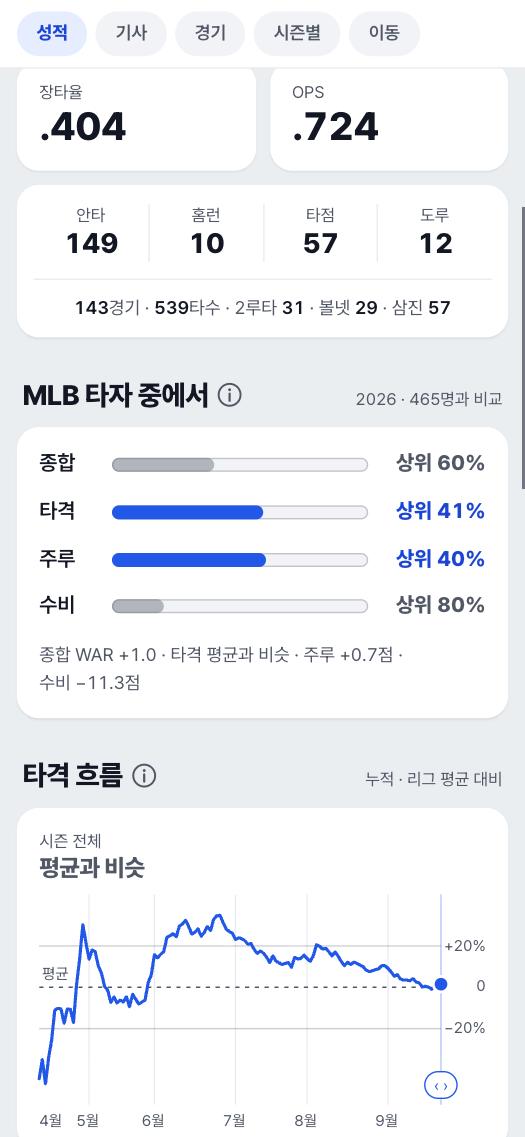 성적 기사 경기 시즌별 이동
장타율 OPS
.404 .724
안타 홈런 타점 도루
149 10 57 12
143경기 · 539타수 · 2루타 31 · 볼넷 29 · 삼진 57
MLB 타자 중에서 ⓘ 2026 · 465명과 비교
종합 상위 60%
타격 상위 41%
주루 상위 40%
수비 상위 80%
종합 WAR +1.0 · 타격 평균과 비슷 · 주루 +0.7점 ·
수비 −11.3점
타격 흐름 ⓘ 누적 · 리그 평균 대비
시즌 전체
평균과 비슷
+20%
평균 0
−20%
4월 5월 6월 7월 8월 9월